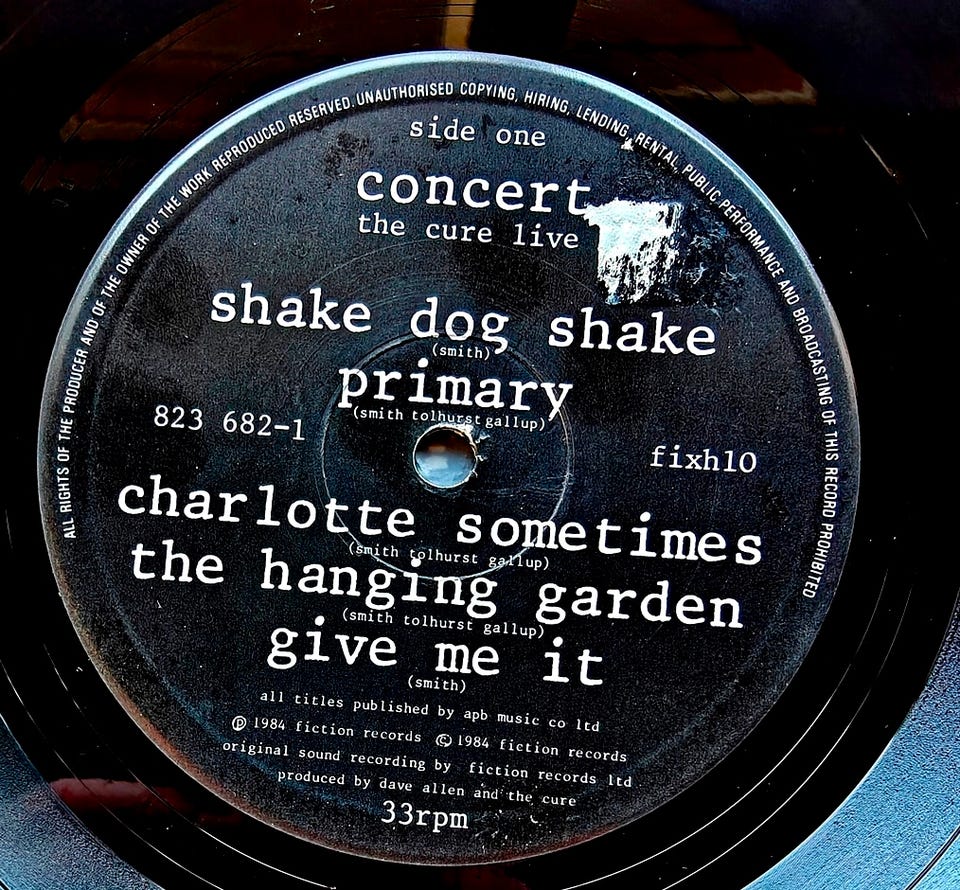 ALL RIGHTS OF THE PRODUCER AND OF THE OWNER OF THE WORK REPRODUCED RESERVED. UNAUTHORISED COPYING, HIRING, LENDING, RENTAL PUBLIC PERFORMANCE AND BROADCASTING OF THIS RECORD PROHIBITED
side one
concert
the cure live
shake dog shake
(smith)
primary
(smith tolhurst gallup)
823 682-1
fixh10
charlotte sometimes
(smith tolhurst gallup)
the hanging garden
(smith tolhurst gallup)
give me it
(smith)
all titles published by apb music co ltd
℗ 1984 fiction records © 1984 fiction records
original sound recording by fiction records ltd
produced by dave allen and the cure
33rpm